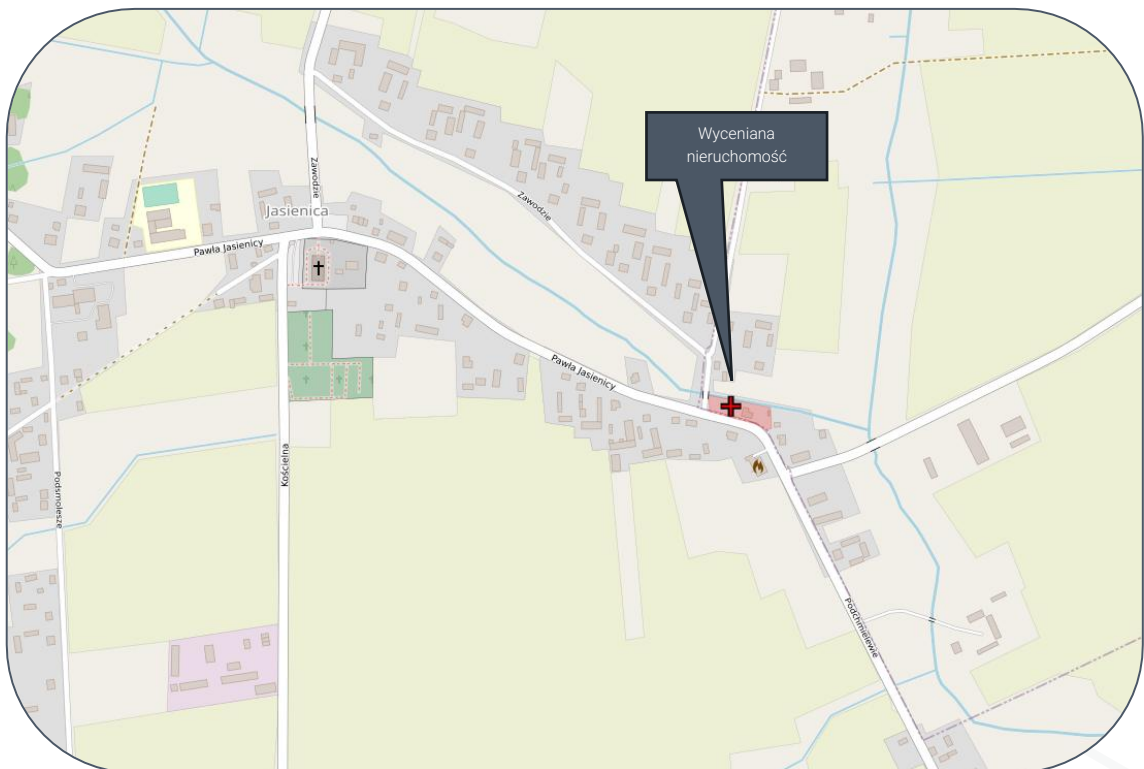 Wyceniana
nieruchomość
Zawodzie
Jasienica
Pawła Jasienicy
Zawodzie
Pawła Jasienicy
Kościelna
Podsmolesze
Podchmielewie